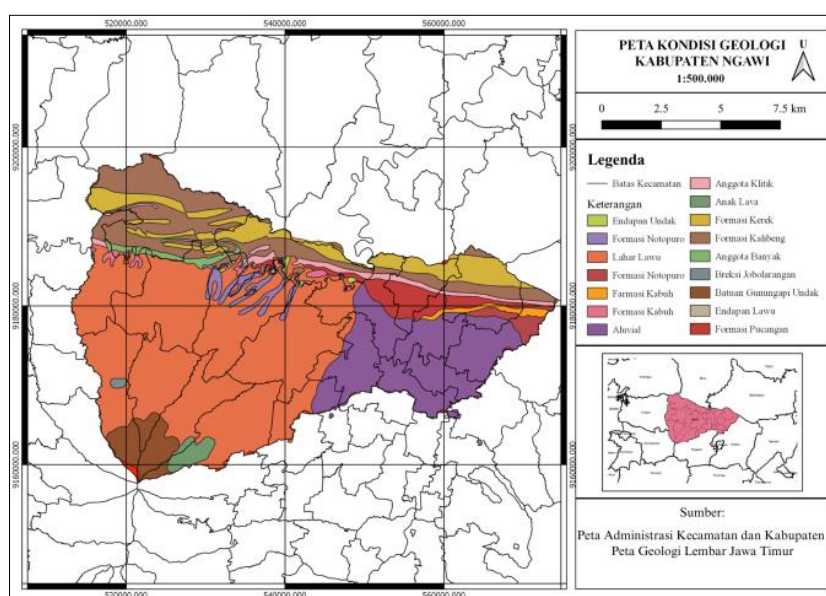 520000.000
540000.000
560000.000
9200000.000
9180000.000
9160000.000
9200000.000
9180000.000
9160000.000
520000.000
540000.000
560000.000
PETA KONDISI GEOLOGI
KABUPATEN NGAWI
1:500.000
U
0 2.5 5 7.5 km
Legenda
Batas Kecamatan
Keterangan
Endapan Undak
Formasi Notopuro
Lahar Lawu
Formasi Notopuro
Farmasi Kabuh
Formasi Kabuh
Aluvial
Anggota Klitik
Anak Lava
Formasi Kerek
Formasi Kalibeng
Anggota Banyak
Breksi Jobolarangan
Batuan Gunungapi Undak
Endapan Lawu
Formasi Pucangan
Sumber:
Peta Administrasi Kecamatan dan Kabupaten
Peta Geologi Lembar Jawa Timur